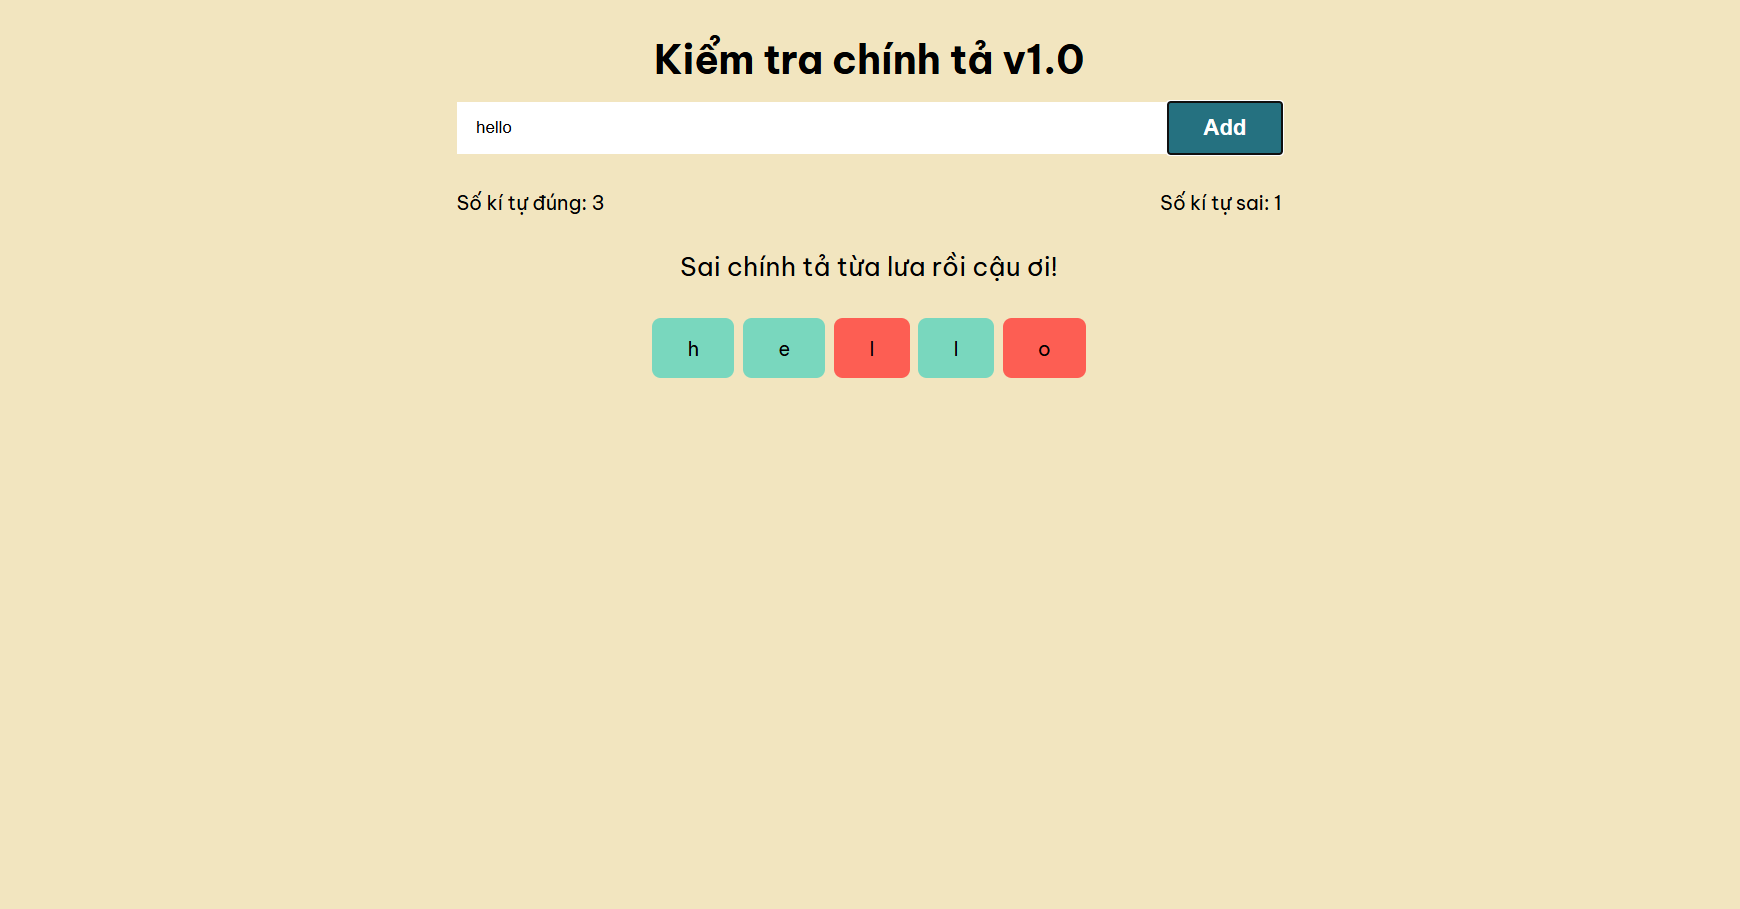 Kiểm tra chính tả v1.0
hello Add
Số kí tự đúng: 3 Số kí tự sai: 1
Sai chính tả từa lưa rồi cậu ơi!
h e l l o